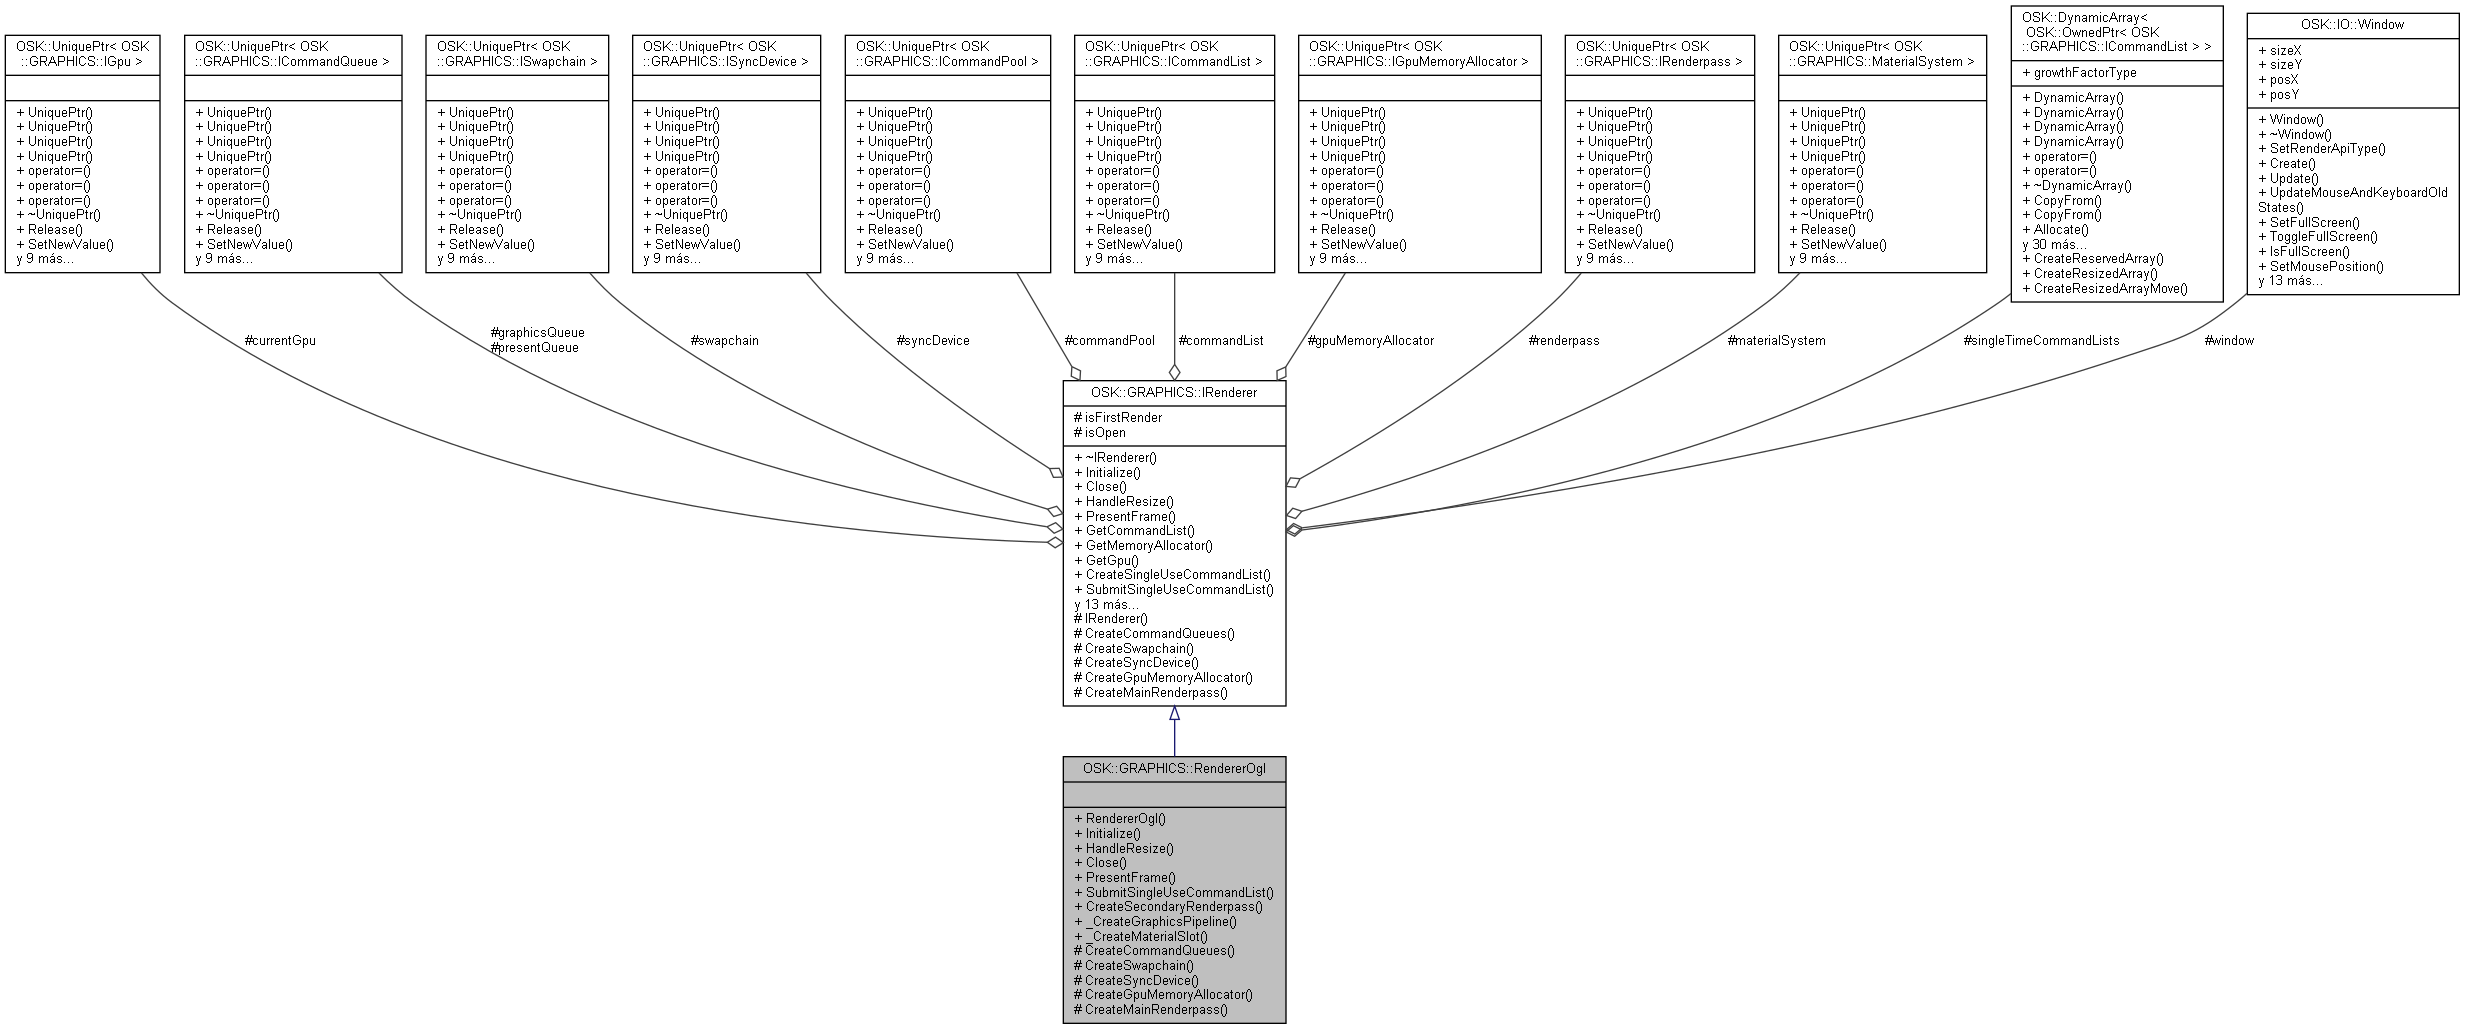 OSK::UniquePtr< OSK
::GRAPHICS::IGpu >
+ UniquePtr()
+ UniquePtr()
+ UniquePtr()
+ UniquePtr()
+ operator=()
+ operator=()
+ operator=()
+ ~UniquePtr()
+ Release()
+ SetNewValue()
y 9 más...
OSK::UniquePtr< OSK
::GRAPHICS::ICommandQueue >
+ UniquePtr()
+ UniquePtr()
+ UniquePtr()
+ UniquePtr()
+ operator=()
+ operator=()
+ operator=()
+ ~UniquePtr()
+ Release()
+ SetNewValue()
y 9 más...
OSK::UniquePtr< OSK
::GRAPHICS::ISwapchain >
+ UniquePtr()
+ UniquePtr()
+ UniquePtr()
+ UniquePtr()
+ operator=()
+ operator=()
+ operator=()
+ ~UniquePtr()
+ Release()
+ SetNewValue()
y 9 más...
OSK::UniquePtr< OSK
::GRAPHICS::ISyncDevice >
+ UniquePtr()
+ UniquePtr()
+ UniquePtr()
+ UniquePtr()
+ operator=()
+ operator=()
+ operator=()
+ ~UniquePtr()
+ Release()
+ SetNewValue()
y 9 más...
OSK::UniquePtr< OSK
::GRAPHICS::ICommandPool >
+ UniquePtr()
+ UniquePtr()
+ UniquePtr()
+ UniquePtr()
+ operator=()
+ operator=()
+ operator=()
+ ~UniquePtr()
+ Release()
+ SetNewValue()
y 9 más...
OSK::UniquePtr< OSK
::GRAPHICS::ICommandList >
+ UniquePtr()
+ UniquePtr()
+ UniquePtr()
+ UniquePtr()
+ operator=()
+ operator=()
+ operator=()
+ ~UniquePtr()
+ Release()
+ SetNewValue()
y 9 más...
OSK::UniquePtr< OSK
::GRAPHICS::IGpuMemoryAllocator >
+ UniquePtr()
+ UniquePtr()
+ UniquePtr()
+ UniquePtr()
+ operator=()
+ operator=()
+ operator=()
+ ~UniquePtr()
+ Release()
+ SetNewValue()
y 9 más...
OSK::UniquePtr< OSK
::GRAPHICS::IRenderpass >
+ UniquePtr()
+ UniquePtr()
+ UniquePtr()
+ UniquePtr()
+ operator=()
+ operator=()
+ operator=()
+ ~UniquePtr()
+ Release()
+ SetNewValue()
y 9 más...
OSK::UniquePtr< OSK
::GRAPHICS::MaterialSystem >
+ UniquePtr()
+ UniquePtr()
+ UniquePtr()
+ UniquePtr()
+ operator=()
+ operator=()
+ operator=()
+ ~UniquePtr()
+ Release()
+ SetNewValue()
y 9 más...
OSK::DynamicArray<
OSK::OwnedPtr< OSK
::GRAPHICS::ICommandList > >
+ growthFactorType
+ DynamicArray()
+ DynamicArray()
+ DynamicArray()
+ DynamicArray()
+ operator=()
+ operator=()
+ ~DynamicArray()
+ CopyFrom()
+ CopyFrom()
+ Allocate()
y 30 más...
+ CreateReservedArray()
+ CreateResizedArray()
+ CreateResizedArrayMove()
OSK::IO::Window
+ sizeX
+ sizeY
+ posX
+ posY
+ Window()
+ ~Window()
+ SetRenderApiType()
+ Create()
+ Update()
+ UpdateMouseAndKeyboardOld
States()
+ SetFullScreen()
+ ToggleFullScreen()
+ IsFullScreen()
+ SetMousePosition()
y 13 más...
#currentGpu
#graphicsQueue
#presentQueue
#swapchain
#syncDevice
#commandPool
#commandList
#gpuMemoryAllocator
#renderpass
#materialSystem
#singleTimeCommandLists
#window
OSK::GRAPHICS::IRenderer
# isFirstRender
# isOpen
+ ~IRenderer()
+ Initialize()
+ Close()
+ HandleResize()
+ PresentFrame()
+ GetCommandList()
+ GetMemoryAllocator()
+ GetGpu()
+ CreateSingleUseCommandList()
+ SubmitSingleUseCommandList()
y 13 más...
# IRenderer()
# CreateCommandQueues()
# CreateSwapchain()
# CreateSyncDevice()
# CreateGpuMemoryAllocator()
# CreateMainRenderpass()
OSK::GRAPHICS::RendererOgl
+ RendererOgl()
+ Initialize()
+ HandleResize()
+ Close()
+ PresentFrame()
+ SubmitSingleUseCommandList()
+ CreateSecondaryRenderpass()
+ _CreateGraphicsPipeline()
+ _CreateMaterialSlot()
# CreateCommandQueues()
# CreateSwapchain()
# CreateSyncDevice()
# CreateGpuMemoryAllocator()
# CreateMainRenderpass()